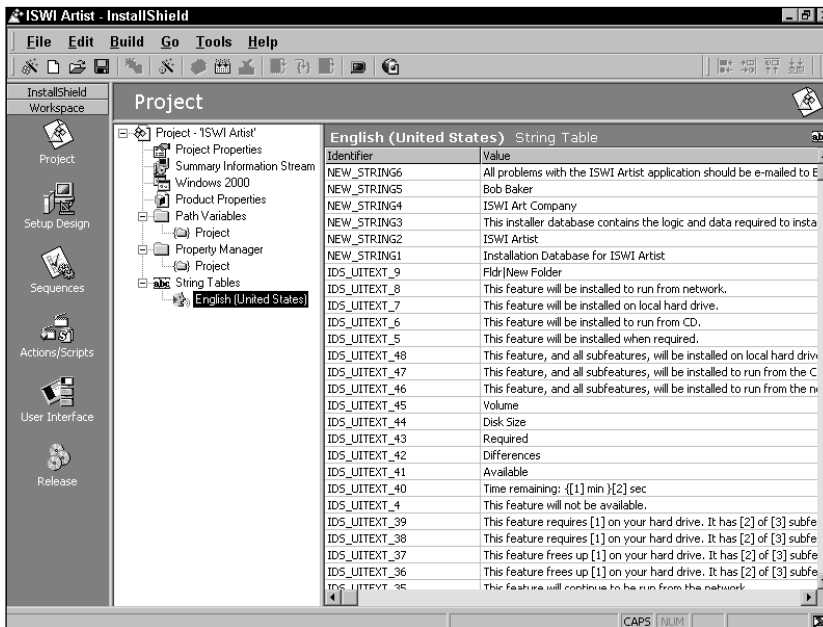 ISWI Artist - InstallShield
File Edit Build Go Tools Help
InstallShield
Workspace
Project
Setup Design
Sequences
Actions/Scripts
User Interface
Release
Project
Project - 'ISWI Artist'
Project Properties
Summary Information Stream
Windows 2000
Product Properties
Path Variables
Project
Property Manager
Project
abc String Tables
English (United States)
English (United States) String Table ab
Identifier Value
NEW_STRING6 All problems with the ISWI Artist application should be e-mailed to
NEW_STRING5 Bob Baker
NEW_STRING4 ISWI Art Company
NEW_STRING3 This installer database contains the logic and data required to insta
NEW_STRING2 ISWI Artist
NEW_STRING1 Installation Database for ISWI Artist
IDS_UITEXT_9 Fldr|New Folder
IDS_UITEXT_8 This feature will be installed to run from network.
IDS_UITEXT_7 This feature will be installed on local hard drive.
IDS_UITEXT_6 This feature will be installed to run from CD.
IDS_UITEXT_5 This feature will be installed when required.
IDS_UITEXT_48 This feature, and all subfeatures, will be installed on local hard driv
IDS_UITEXT_47 This feature, and all subfeatures, will be installed to run from the C
IDS_UITEXT_46 This feature, and all subfeatures, will be installed to run from the n
IDS_UITEXT_45 Volume
IDS_UITEXT_44 Disk Size
IDS_UITEXT_43 Required
IDS_UITEXT_42 Differences
IDS_UITEXT_41 Available
IDS_UITEXT_40 Time remaining: {[1] min }[2] sec
IDS_UITEXT_4 This feature will not be available.
IDS_UITEXT_39 This feature requires [1] on your hard drive. It has [2] of [3] subfe
IDS_UITEXT_38 This feature requires [1] on your hard drive. It has [2] of [3] subfe
IDS_UITEXT_37 This feature frees up [1] on your hard drive. It has [2] of [3] subfe
IDS_UITEXT_36 This feature frees up [1] on your hard drive. It has [2] of [3] subfe
IDS_UITEXT_35 This feature will continue to be run from the network
CAPS NUM